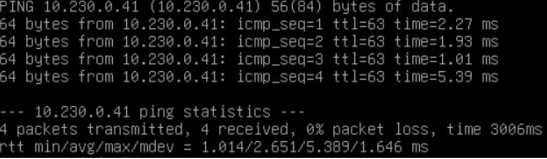 PING 10.230.0.41 (10.230.0.41) 56(84) bytes of data.
64 bytes from 10.230.0.41: icmp_seq=1 ttl=63 time=2.27 ms
64 bytes from 10.230.0.41: icmp_seq=2 ttl=63 time=1.93 ms
64 bytes from 10.230.0.41: icmp_seq=3 ttl=63 time=1.01 ms
64 bytes from 10.230.0.41: icmp_seq=4 ttl=63 time=5.39 ms
--- 10.230.0.41 ping statistics ---
4 packets transmitted, 4 received, 0% packet loss, time 3006ms
rtt min/avg/max/mdev = 1.014/2.651/5.389/1.646 ms